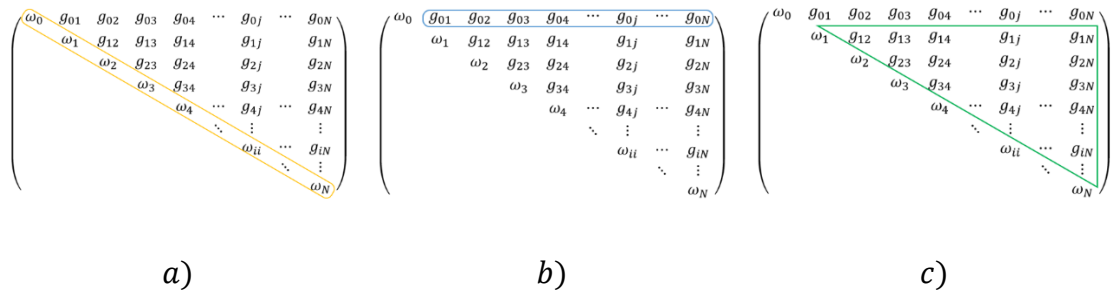 ω₀ g₀₁ g₀₂ g₀₃ g₀₄ ⋯ g₀ⱼ ⋯ g₀N
ω₁ g₁₂ g₁₃ g₁₄ g₁ⱼ g₁N
ω₂ g₂₃ g₂₄ g₂ⱼ g₂N
ω₃ g₃₄ g₃ⱼ g₃N
ω₄ ⋯ g₄ⱼ ⋯ g₄N
⋱ ⋮ ⋮
ωᵢᵢ ⋯ gᵢN
⋱ ⋮
ωN
a)
ω₀ g₀₁ g₀₂ g₀₃ g₀₄ ⋯ g₀ⱼ ⋯ g₀N
ω₁ g₁₂ g₁₃ g₁₄ g₁ⱼ g₁N
ω₂ g₂₃ g₂₄ g₂ⱼ g₂N
ω₃ g₃₄ g₃ⱼ g₃N
ω₄ ⋯ g₄ⱼ ⋯ g₄N
⋱ ⋮ ⋮
ωᵢᵢ ⋯ gᵢN
⋱ ⋮
ωN
b)
ω₀ g₀₁ g₀₂ g₀₃ g₀₄ ⋯ g₀ⱼ ⋯ g₀N
ω₁ g₁₂ g₁₃ g₁₄ g₁ⱼ g₁N
ω₂ g₂₃ g₂₄ g₂ⱼ g₂N
ω₃ g₃₄ g₃ⱼ g₃N
ω₄ ⋯ g₄ⱼ ⋯ g₄N
⋱ ⋮ ⋮
ωᵢᵢ ⋯ gᵢN
⋱ ⋮
ωN
c)